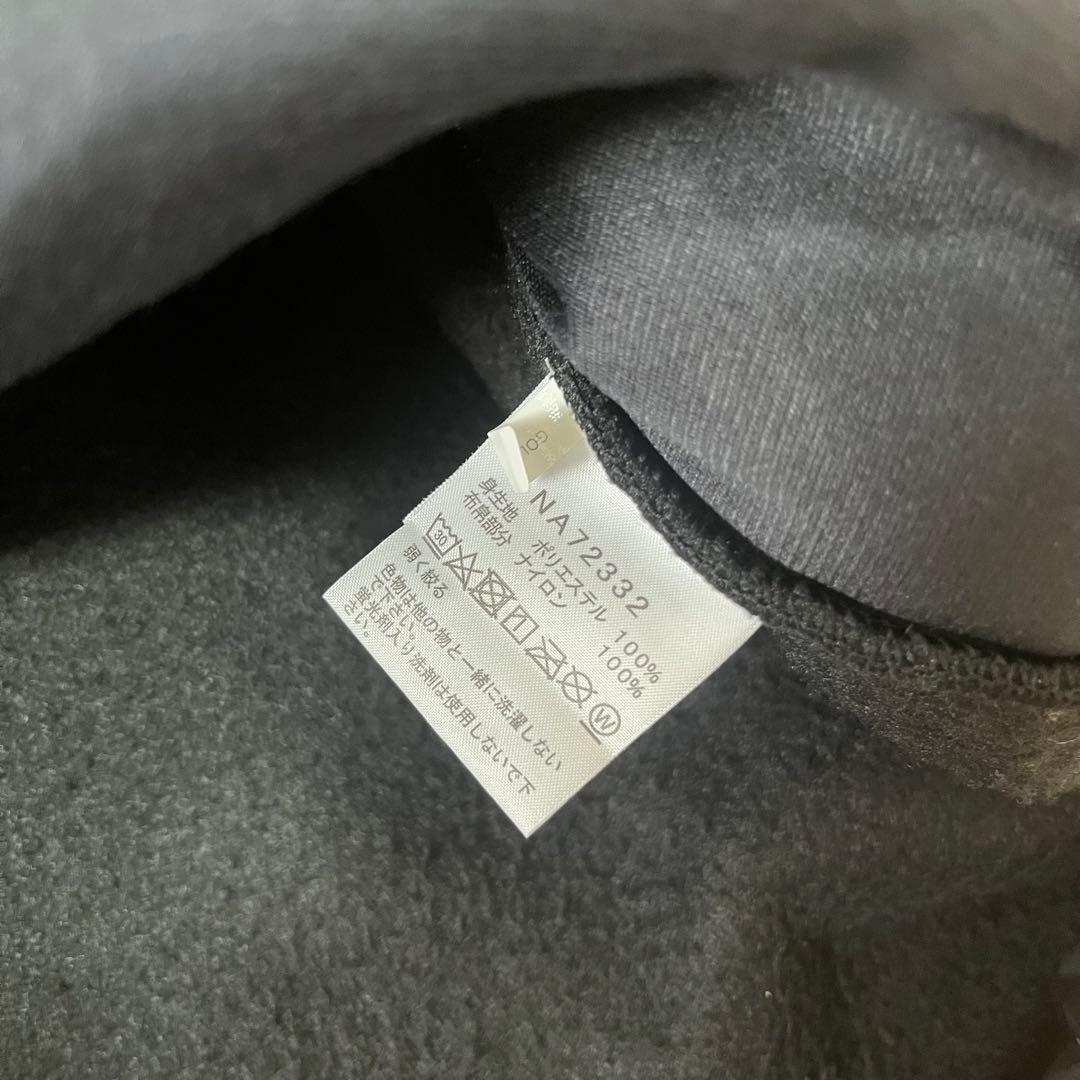 GOL
NA72332
身生地 ポリエステル 100%
布帛部分 ナイロン 100%
30
W
弱く絞る
色物は他の物と一緒に洗濯しない
で下さい。
蛍光剤入り洗剤は使用しないで下
さい。